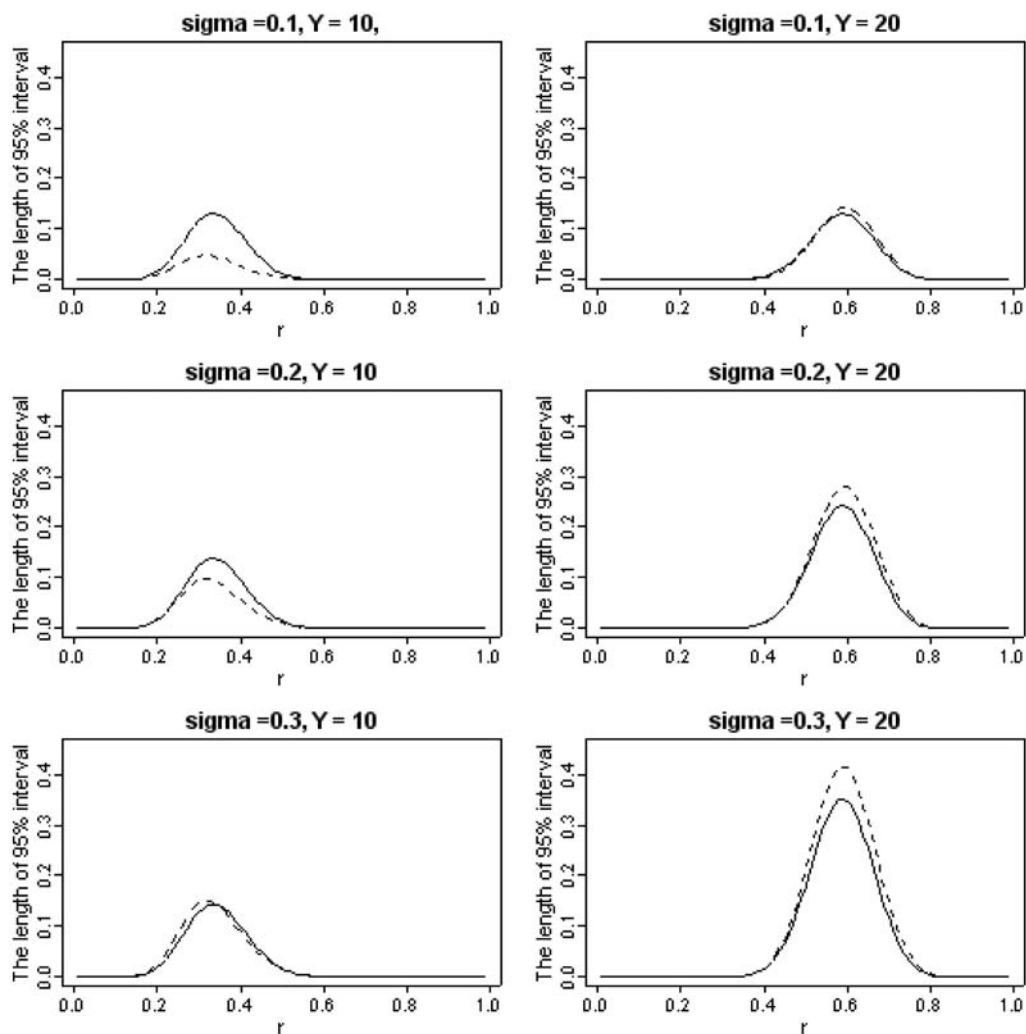 sigma =0.1, Y = 10,
The length of 95% interval
0.0 0.1 0.2 0.3 0.4
0.0 0.2 0.4 0.6 0.8 1.0
r
sigma =0.1, Y = 20
The length of 95% interval
0.0 0.1 0.2 0.3 0.4
0.0 0.2 0.4 0.6 0.8 1.0
r
sigma =0.2, Y = 10
The length of 95% interval
0.0 0.1 0.2 0.3 0.4
0.0 0.2 0.4 0.6 0.8 1.0
r
sigma =0.2, Y = 20
The length of 95% interval
0.0 0.1 0.2 0.3 0.4
0.0 0.2 0.4 0.6 0.8 1.0
r
sigma =0.3, Y = 10
The length of 95% interval
0.0 0.1 0.2 0.3 0.4
0.0 0.2 0.4 0.6 0.8 1.0
r
sigma =0.3, Y = 20
The length of 95% interval
0.0 0.1 0.2 0.3 0.4
0.0 0.2 0.4 0.6 0.8 1.0
r